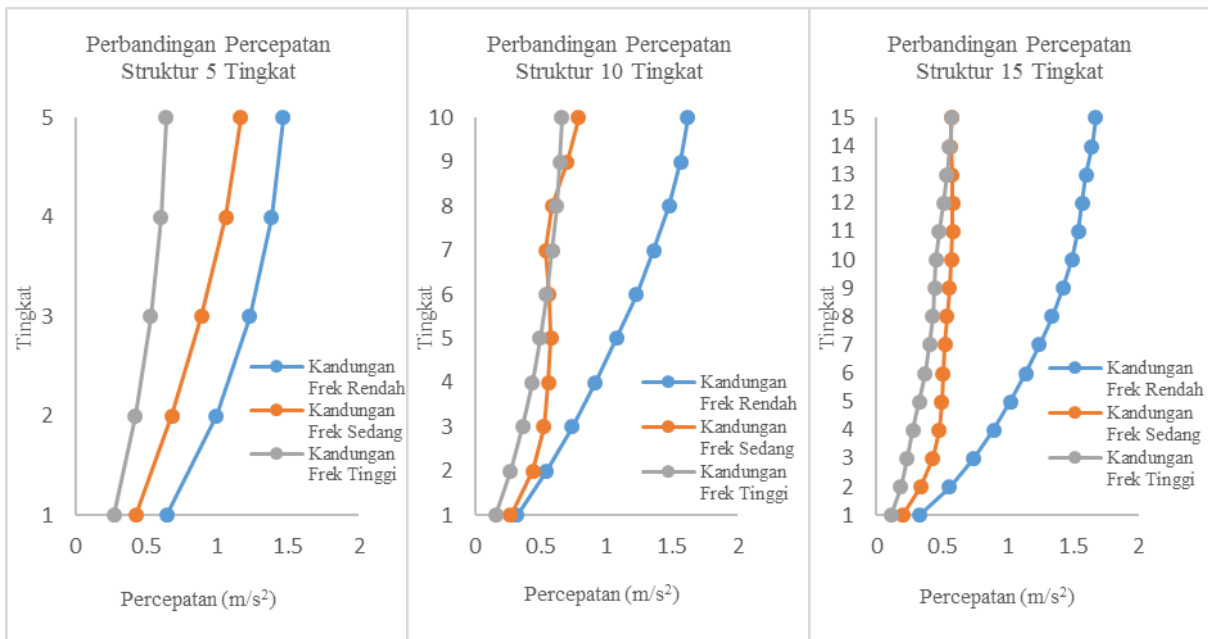 Perbandingan Percepatan
Struktur 5 Tingkat
5
4
3
2
1
Tingkat
Kandungan
Frek Rendah
Kandungan
Frek Sedang
Kandungan
Frek Tinggi
0 0.5 1 1.5 2
Percepatan (m/s²)
Perbandingan Percepatan
Struktur 10 Tingkat
10
9
8
7
6
5
4
3
2
1
Tingkat
Kandungan
Frek Rendah
Kandungan
Frek Sedang
Kandungan
Frek Tinggi
0 0.5 1 1.5 2
Percepatan (m/s²)
Perbandingan Percepatan
Struktur 15 Tingkat
15
14
13
12
11
10
9
8
7
6
5
4
3
2
1
Tingkat
Kandungan
Frek Rendah
Kandungan
Frek Sedang
Kandungan
Frek Tinggi
0 0.5 1 1.5 2
Percepatan (m/s²)